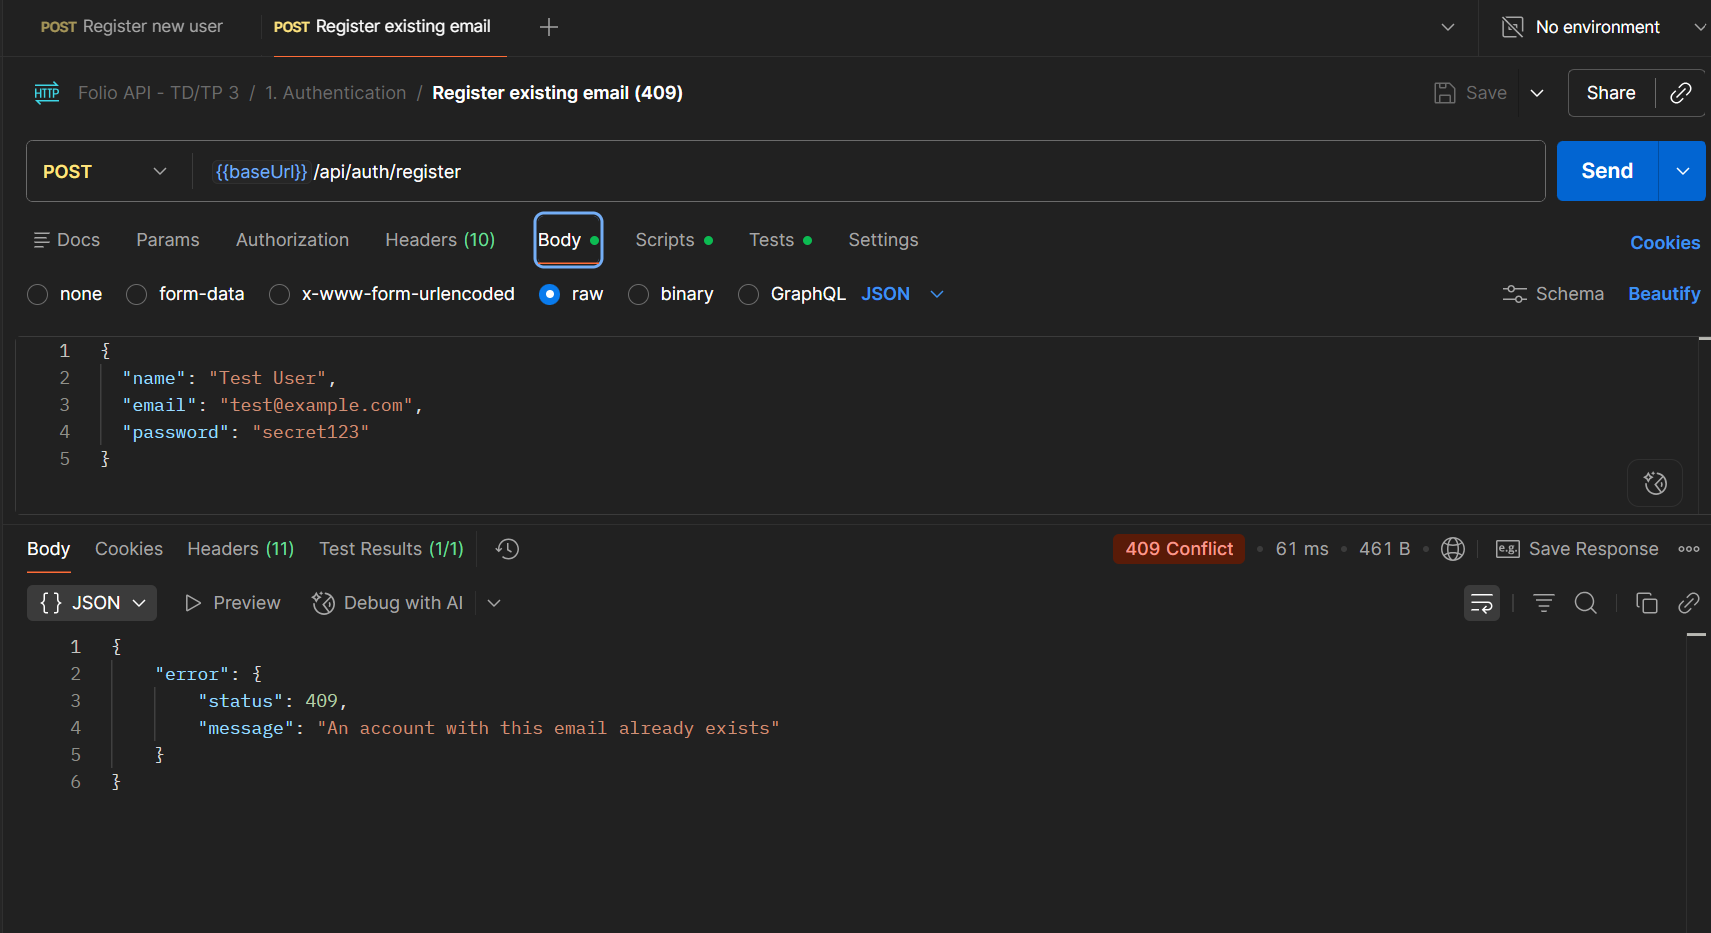 POST Register new user POST Register existing email No environment
HTTP Folio API - TD/TP 3 / 1. Authentication / Register existing email (409) Save Share
POST {{baseUrl}} /api/auth/register Send
Docs Params Authorization Headers (10) Body Scripts Tests Settings Cookies
none form-data x-www-form-urlencoded raw binary GraphQL JSON Schema Beautify
1 {
2 "name": "Test User",
3 "email": "test@example.com",
4 "password": "secret123"
5 }
Body Cookies Headers (11) Test Results (1/1) 409 Conflict • 61 ms • 461 B • e.g. Save Response
{} JSON Preview Debug with AI
1 {
2 "error": {
3 "status": 409,
4 "message": "An account with this email already exists"
5 }
6 }